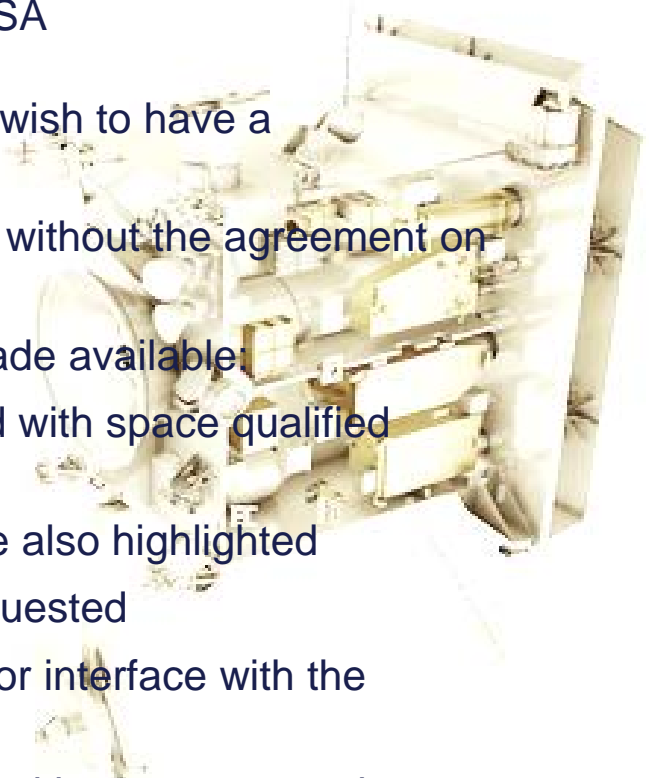 SA
wish to have a
without the agreement on
ade available:
d with space qualified
e also highlighted
uested
or interface with the